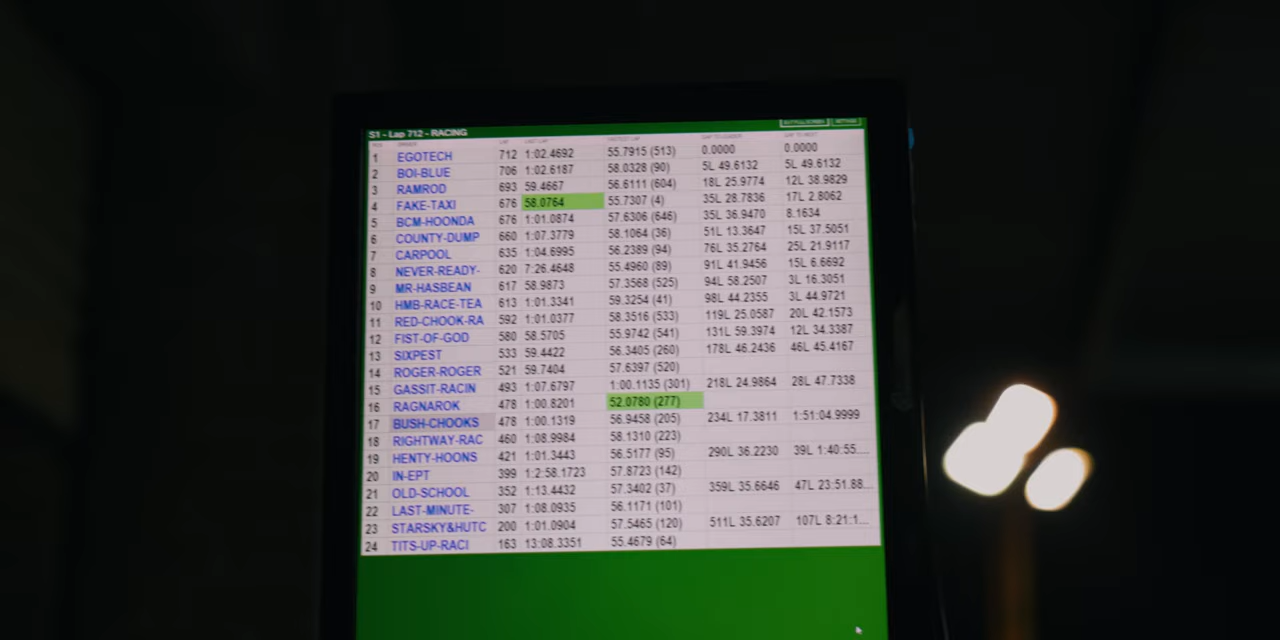 S1 - Lap 712 - RACING
1 EGOTECH 712 1:02.4692 55.7915 (513) 0.0000 0.0000
2 BOI-BLUE 706 1:02.6187 58.0328 (90) 5L 49.6132 5L 49.6132
3 RAMROD 693 59.4667 56.6111 (604) 18L 25.9774 12L 38.9829
4 FAKE-TAXI 676 58.0764 55.7307 (4) 35L 28.7836 17L 2.8062
5 BCM-HOONDA 676 1:01.0874 57.6306 (646) 35L 36.9470 8.1634
6 COUNTY-DUMP 660 1:07.3779 58.1064 (36) 51L 13.3647 15L 37.5051
7 CARPOOL 635 1:04.6995 56.2389 (94) 76L 35.2764 25L 21.9117
8 NEVER-READY- 620 7:26.4648 55.4960 (89) 91L 41.9456 15L 6.6692
9 MR-HASBEAN 617 58.9873 57.3568 (525) 94L 58.2507 3L 16.3051
10 HMB-RACE-TEA 613 1:01.3341 59.3254 (41) 98L 44.2355 3L 44.9721
11 RED-CHOOK-RA 592 1:01.0377 58.3516 (533) 119L 25.0587 20L 42.1573
12 FIST-OF-GOD 580 58.5705 55.9742 (541) 131L 59.3974 12L 34.3387
13 SIXPEST 533 59.4422 56.3405 (260) 178L 46.2436 46L 45.4167
14 ROGER-ROGER 521 59.7404 57.6397 (520)
15 GASSIT-RACIN 493 1:07.6797 1:00.1135 (301) 218L 24.9864 28L 47.7338
16 RAGNAROK 478 1:00.8201 52.0780 (277)
17 BUSH-CHOOKS 478 1:00.1319 56.9458 (205) 234L 17.3811 1:51:04.9999
18 RIGHTWAY-RAC 460 1:08.9984 58.1310 (223)
19 HENTY-HOONS 421 1:01.3443 56.5177 (95) 290L 36.2230 39L 1:40:55....
20 IN-EPT 399 1:2:58.1723 57.8723 (142)
21 OLD-SCHOOL 352 1:13.4432 57.3402 (37) 359L 35.6646 47L 23:51.88...
22 LAST-MINUTE- 307 1:08.0935 56.1171 (101)
23 STARSKY&HUTC 200 1:01.0904 57.5465 (120) 511L 35.6207 107L 8:21:1...
24 TITS-UP-RACI 163 13:08.3351 55.4679 (64)